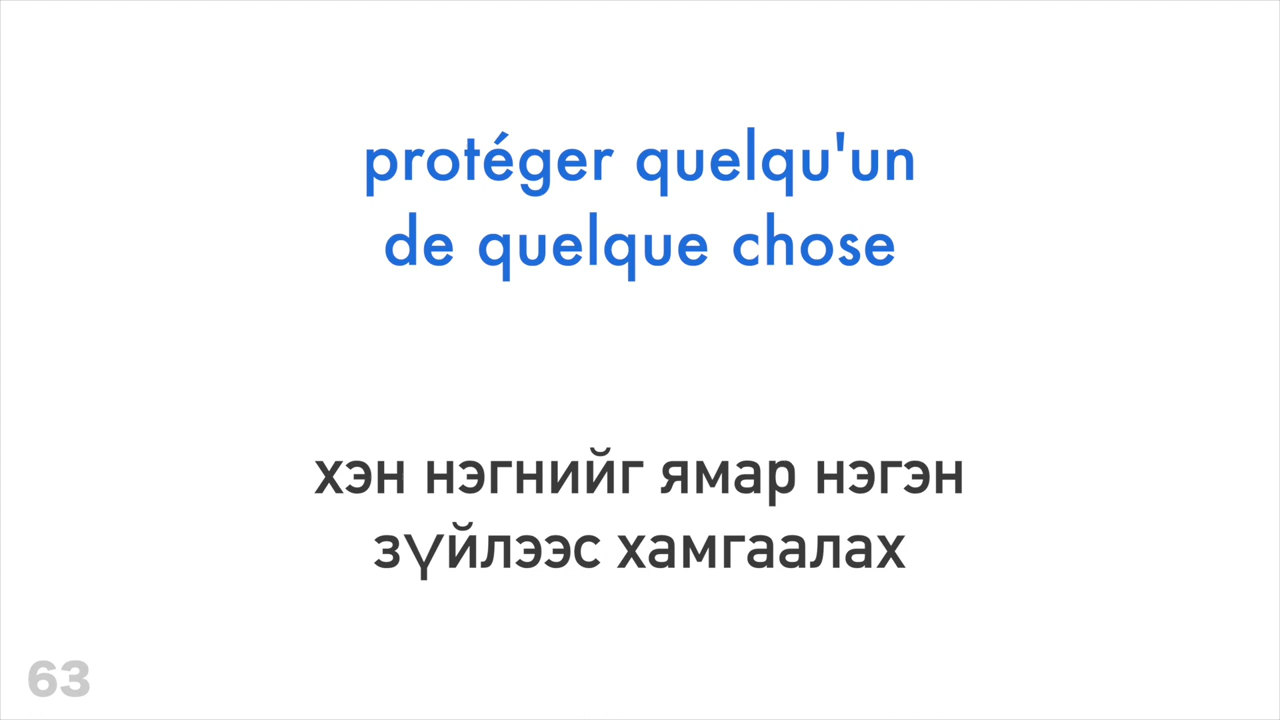 protéger quelqu'un
de quelque chose
хэн нэгнийг ямар нэгэн
зүйлээс хамгаалах
63